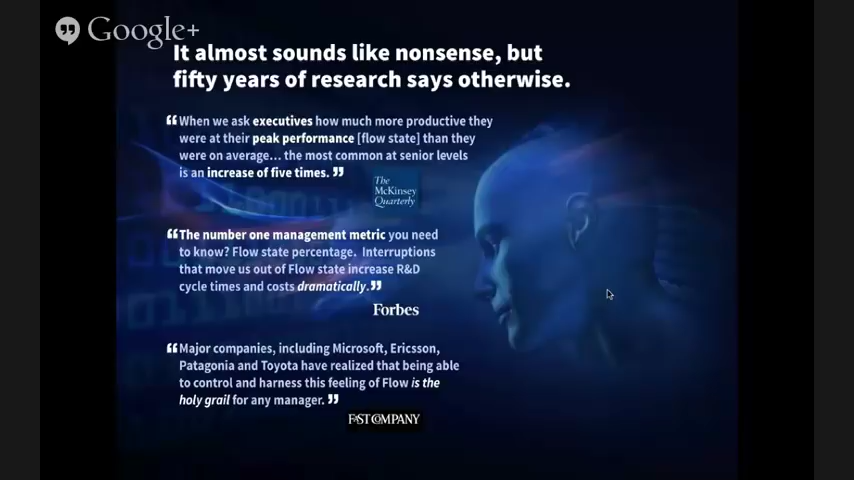 Google+
It almost sounds like nonsense, but
fifty years of research says otherwise.
“When we ask executives how much more productive they
were at their peak performance [flow state] than they
were on average... the most common at senior levels
is an increase of five times.”
The
McKinsey
Quarterly
“The number one management metric you need
to know? Flow state percentage. Interruptions
that move us out of Flow state increase R&D
cycle times and costs dramatically.”
Forbes
“Major companies, including Microsoft, Ericsson,
Patagonia and Toyota have realized that being able
to control and harness this feeling of Flow is the
holy grail for any manager.”
FAST COMPANY